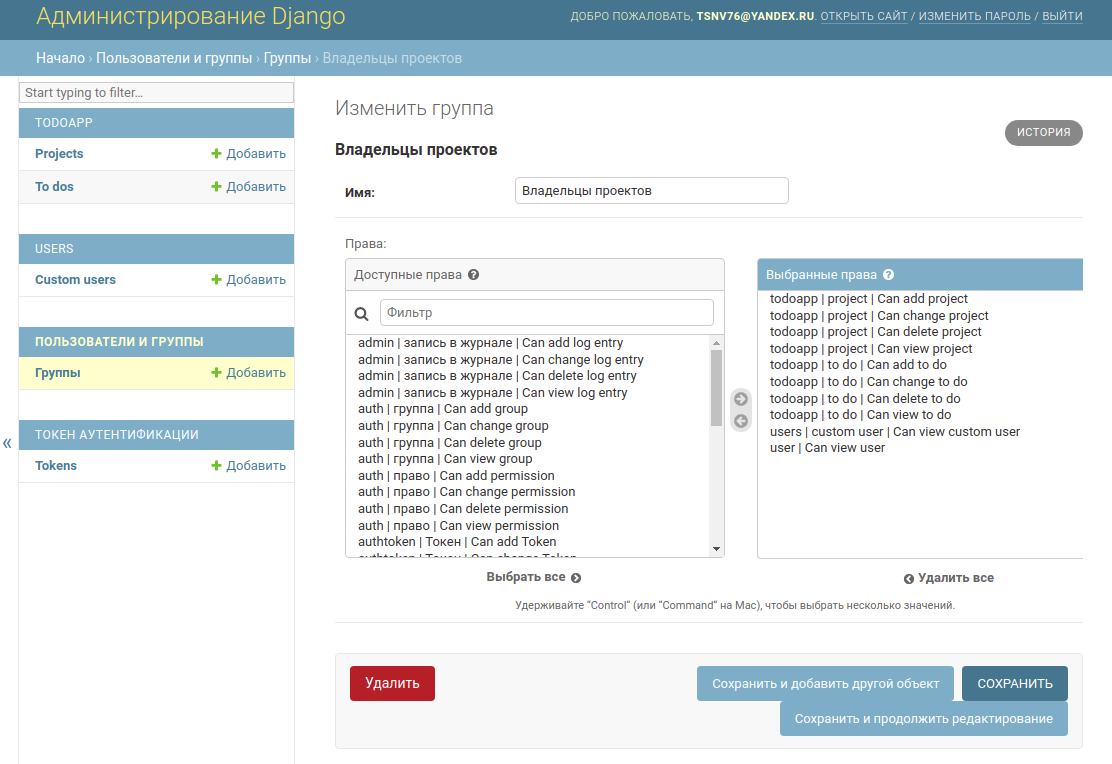 Администрирование Django
ДОБРО ПОЖАЛОВАТЬ, TSNV76@YANDEX.RU. ОТКРЫТЬ САЙТ / ИЗМЕНИТЬ ПАРОЛЬ / ВЫЙТИ
Начало › Пользователи и группы › Группы › Владельцы проектов
Start typing to filter...
TODOAPP
Projects Добавить
To dos Добавить
USERS
Custom users Добавить
ПОЛЬЗОВАТЕЛИ И ГРУППЫ
Группы Добавить
ТОКЕН АУТЕНТИФИКАЦИИ
Tokens Добавить
«
Изменить группа
ИСТОРИЯ
Владельцы проектов
Имя: Владельцы проектов
Права:
Доступные права ?
Фильтр
admin | запись в журнале | Can add log entry
admin | запись в журнале | Can change log entry
admin | запись в журнале | Can delete log entry
admin | запись в журнале | Can view log entry
auth | группа | Can add group
auth | группа | Can change group
auth | группа | Can delete group
auth | группа | Can view group
auth | право | Can add permission
auth | право | Can change permission
auth | право | Can delete permission
auth | право | Can view permission
authtoken | Токен | Can add Token
authtoken | Токен | Can change Token
Выбрать все
Выбранные права ?
todoapp | project | Can add project
todoapp | project | Can change project
todoapp | project | Can delete project
todoapp | project | Can view project
todoapp | to do | Can add to do
todoapp | to do | Can change to do
todoapp | to do | Can delete to do
todoapp | to do | Can view to do
users | custom user | Can view custom user
user | Can view user
Удалить все
Удерживайте “Control” (или “Command” на Mac), чтобы выбрать несколько значений.
Удалить
Сохранить и добавить другой объект
СОХРАНИТЬ
Сохранить и продолжить редактирование